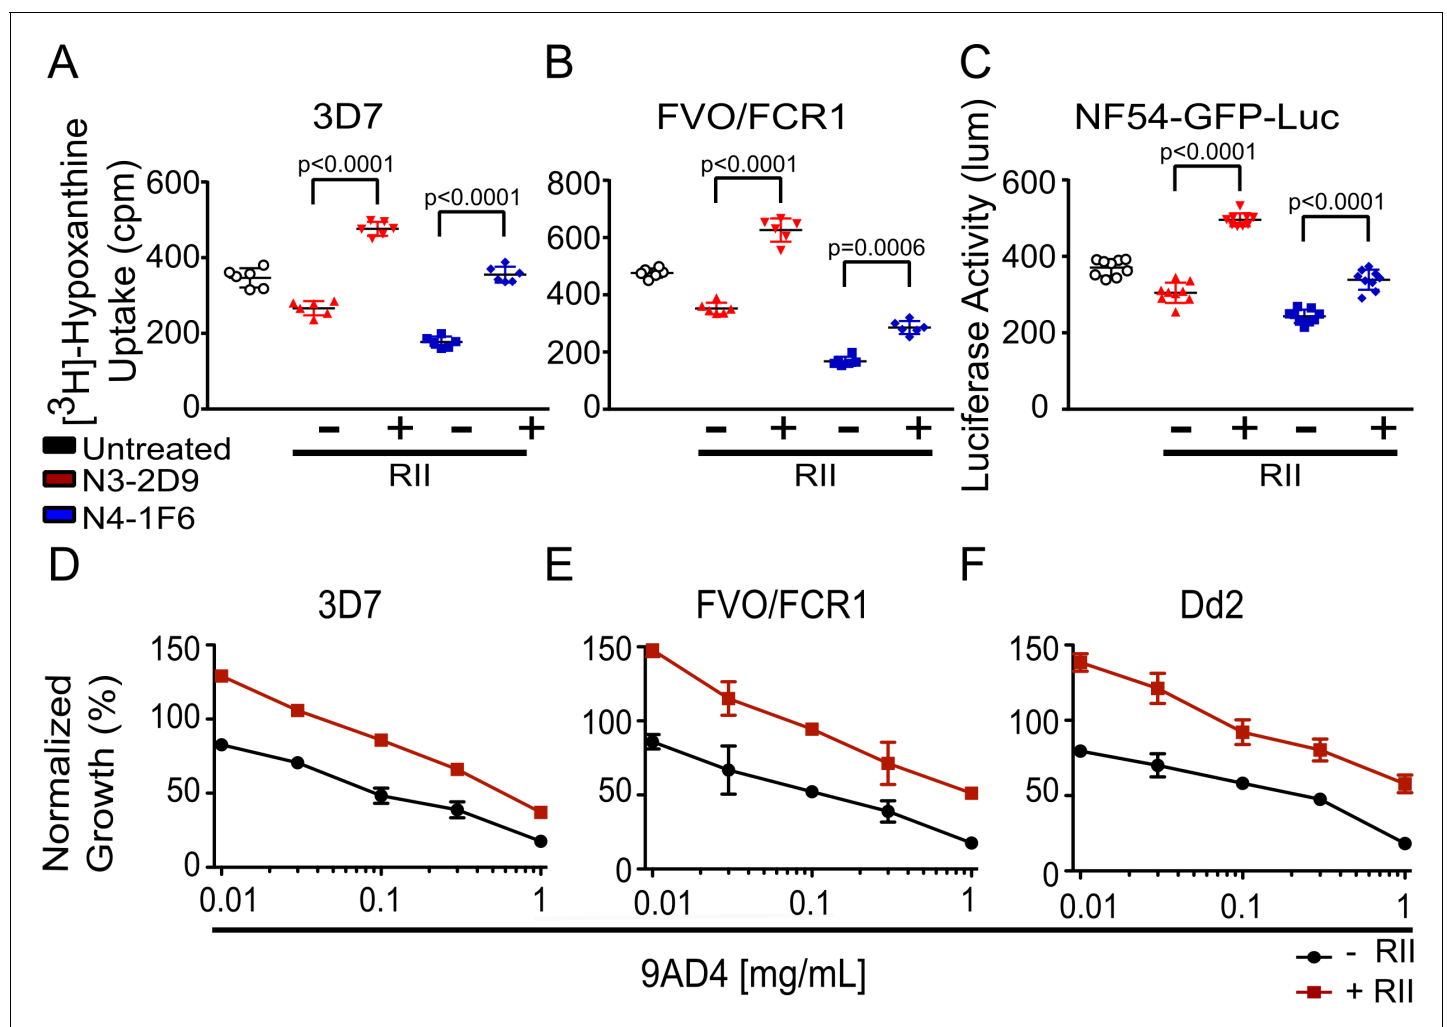 A
B
C
3D7
FVO/FCR1
NF54-GFP-Luc
[³H]-Hypoxanthine
Uptake (cpm)
600
400
200
0
p<0.0001
p<0.0001
- + - +
RII
800
600
400
200
0
p<0.0001
p=0.0006
- + - +
RII
Luciferase Activity (lum)
600
400
200
0
p<0.0001
p<0.0001
- + - +
RII
Untreated
N3-2D9
N4-1F6
D
E
F
3D7
FVO/FCR1
Dd2
Normalized
Growth (%)
150
100
50
0
0.01 0.1 1
150
100
50
0
0.01 0.1 1
150
100
50
0
0.01 0.1 1
9AD4 [mg/mL]
- RII
+ RII